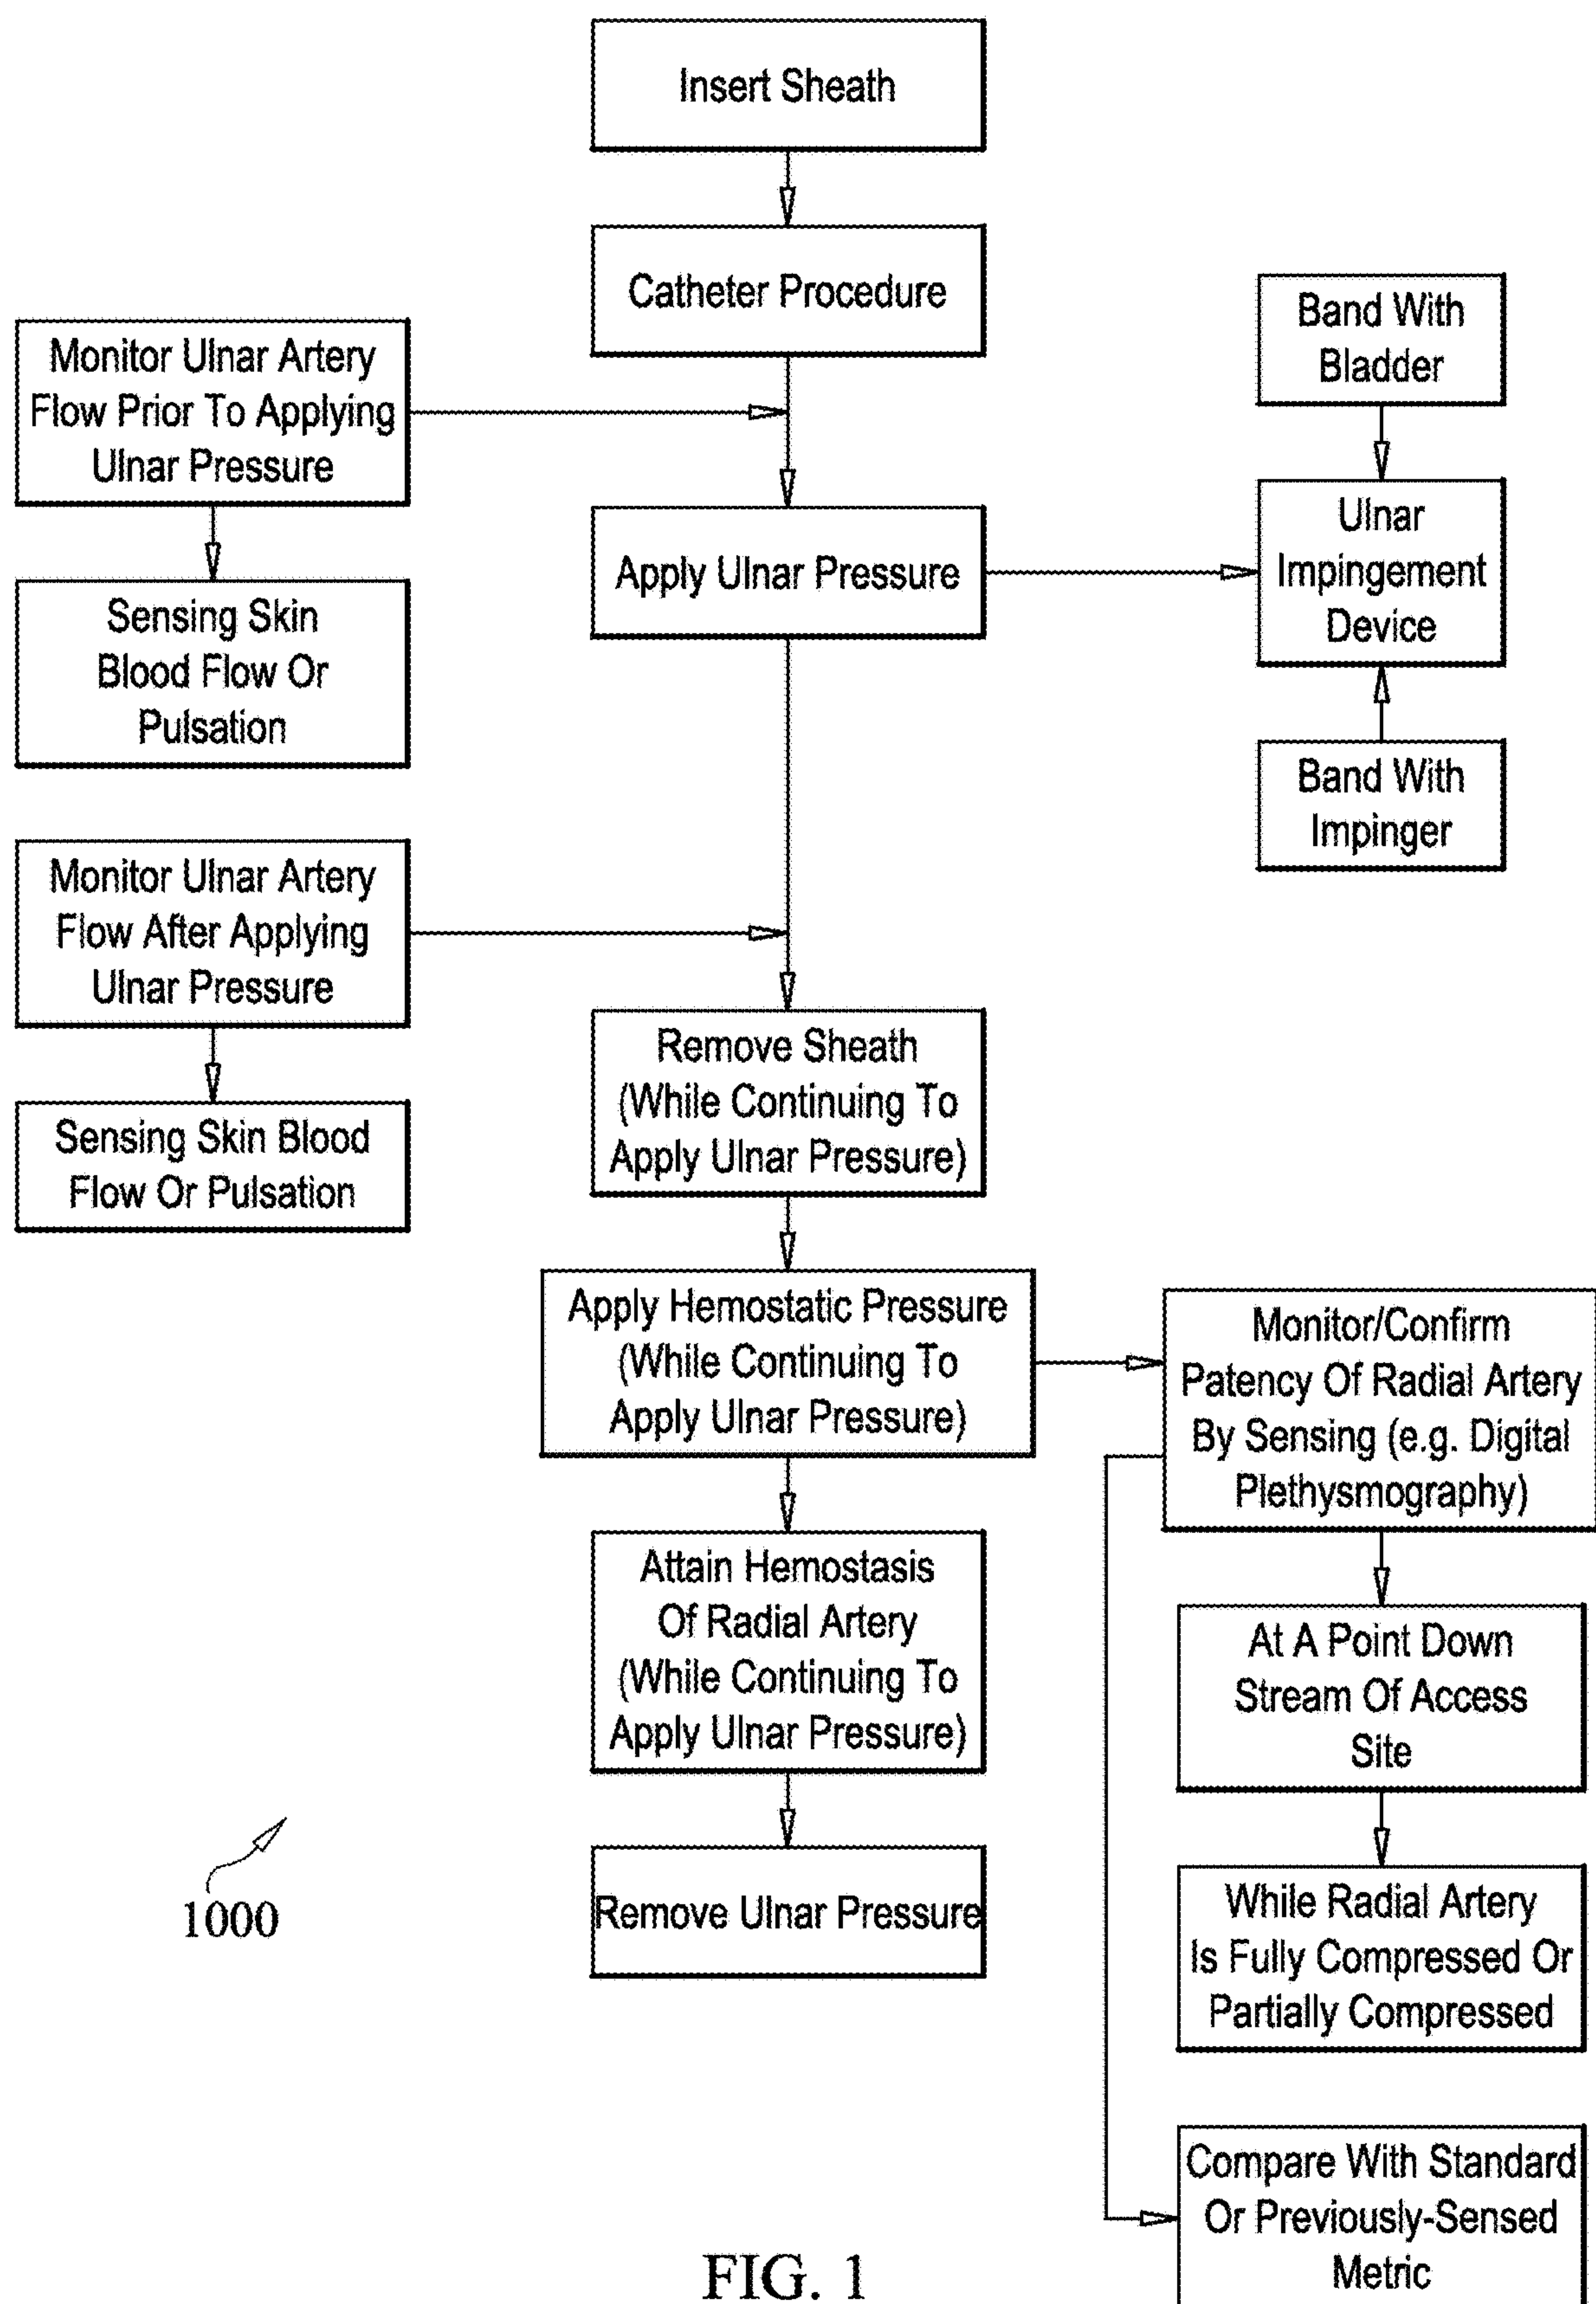 Insert Sheath
Catheter Procedure
Band With
Bladder
Monitor Ulnar Artery
Flow Prior To Applying
Ulnar Pressure
Apply Ulnar Pressure
Ulnar
Impingement
Device
Sensing Skin
Blood Flow Or
Pulsation
Band With
Impinger
Monitor Ulnar Artery
Flow After Applying
Ulnar Pressure
Remove Sheath
(While Continuing To
Apply Ulnar Pressure)
Sensing Skin Blood
Flow Or Pulsation
Apply Hemostatic Pressure
(While Continuing To
Apply Ulnar Pressure)
Monitor/Confirm
Patency Of Radial Artery
By Sensing (e.g. Digital
Plethysmography)
Attain Hemostasis
Of Radial Artery
(While Continuing To
Apply Ulnar Pressure)
At A Point Down
Stream Of Access
Site
Remove Ulnar Pressure
While Radial Artery
Is Fully Compressed Or
Partially Compressed
1000
Compare With Standard
Or Previously-Sensed
Metric
FIG. 1